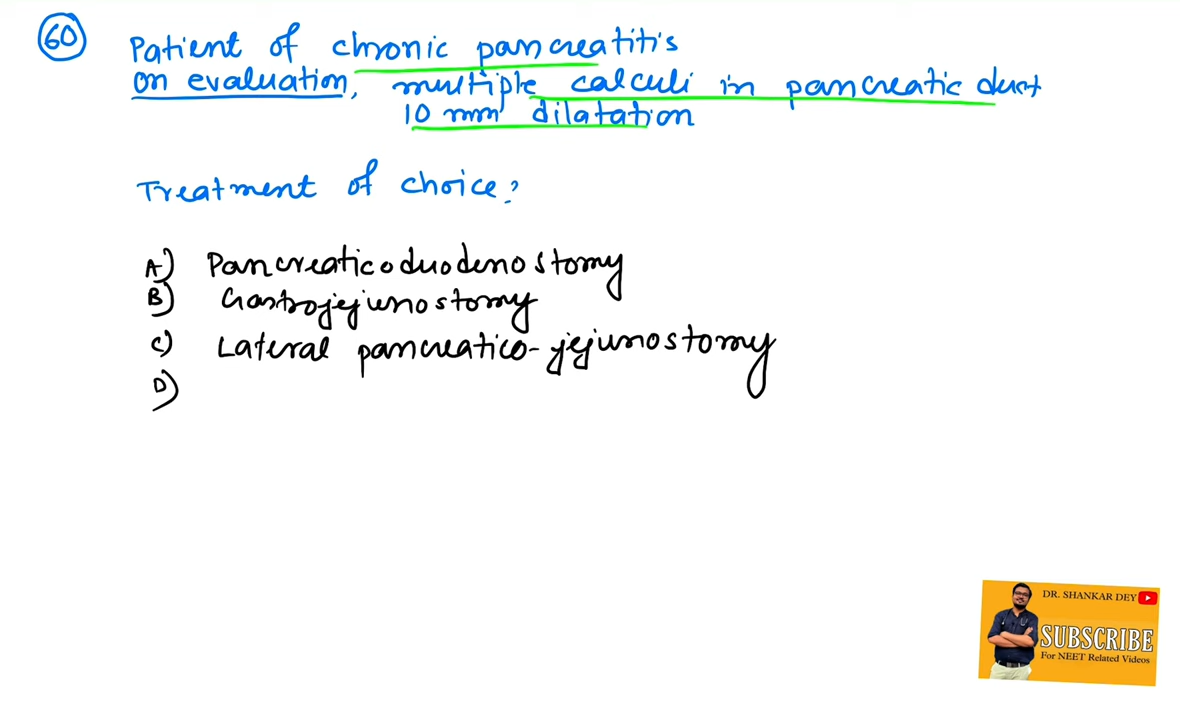 60
Patient of chronic pancreatitis
on evaluation, multiple calculi in pancreatic duct
10 mm dilatation
Treatment of choice?
A) Pancreaticoduodenostomy
B) Gastrojejunostomy
C) Lateral pancreatico-jejunostomy
D)
DR. SHANKAR DEY
SUBSCRIBE
For NEET Related Videos